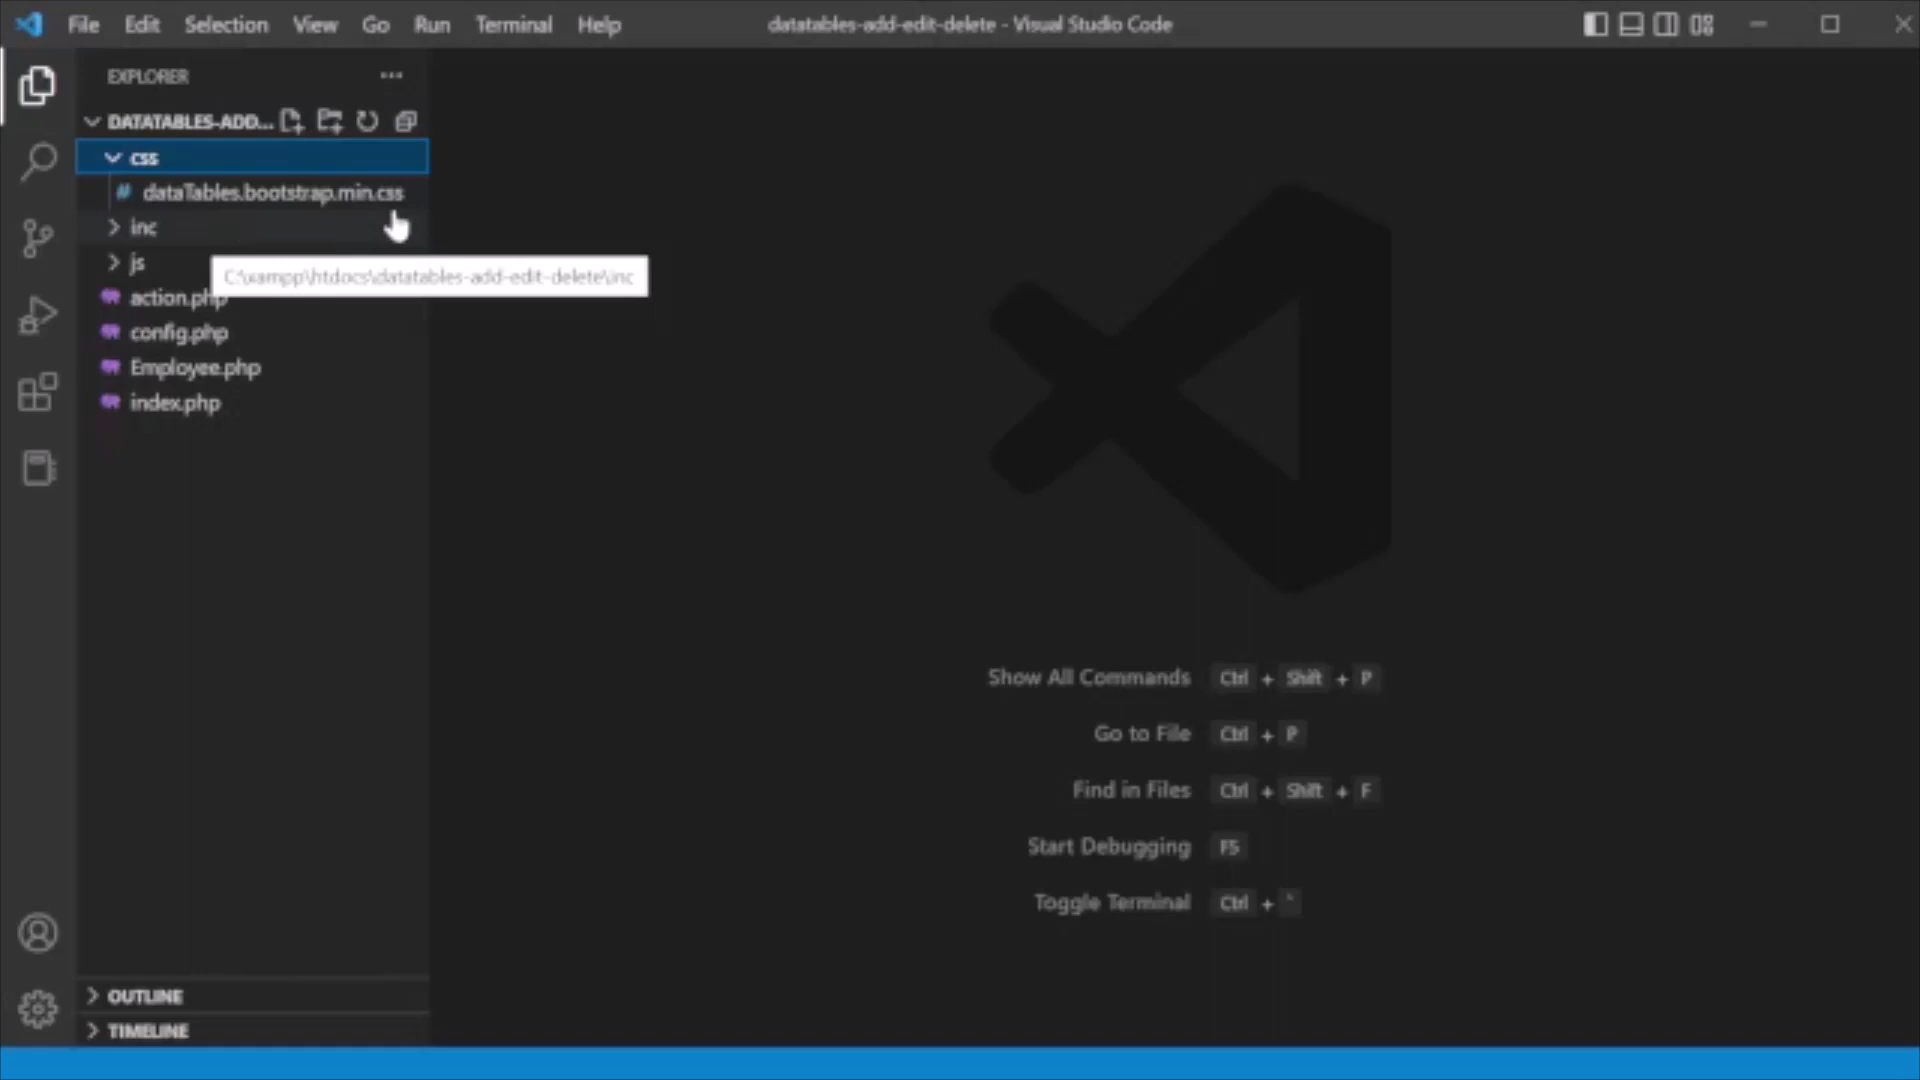 File Edit Selection View Go Run Terminal Help
datatables-add-edit-delete - Visual Studio Code
EXPLORER
DATATABLES-ADD...
css
dataTables.bootstrap.min.css
inc
js
C:\xampp\htdocs\datatables-add-edit-delete\inc
action.php
config.php
Employee.php
index.php
Show All Commands Ctrl + Shift + P
Go to File Ctrl + P
Find in Files Ctrl + Shift + F
Start Debugging F5
Toggle Terminal Ctrl + `
OUTLINE
TIMELINE